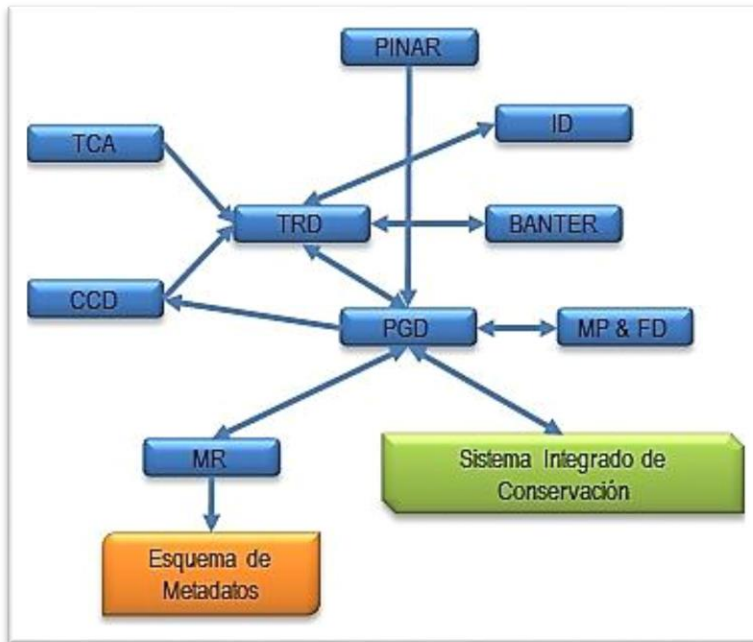 PINAR
ID
TCA
TRD
BANTER
CCD
PGD
MP & FD
MR
Sistema Integrado de
Conservación
Esquema de
Metadatos